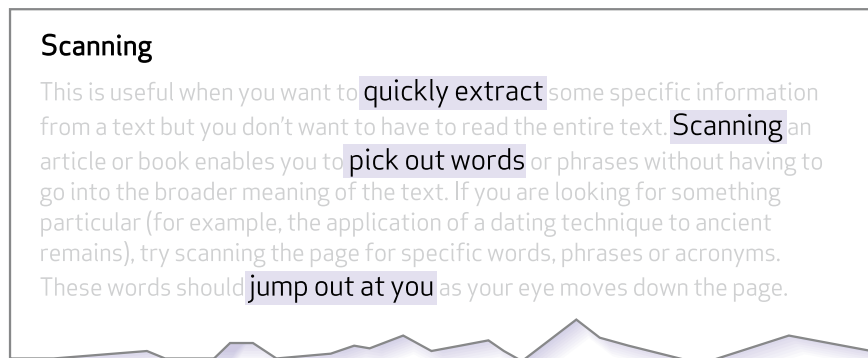 Scanning
This is useful when you want to quickly extract some specific information
from a text but you don't want to have to read the entire text. Scanning an
article or book enables you to pick out words or phrases without having to
go into the broader meaning of the text. If you are looking for something
particular (for example, the application of a dating technique to ancient
remains), try scanning the page for specific words, phrases or acronyms.
These words should jump out at you as your eye moves down the page.